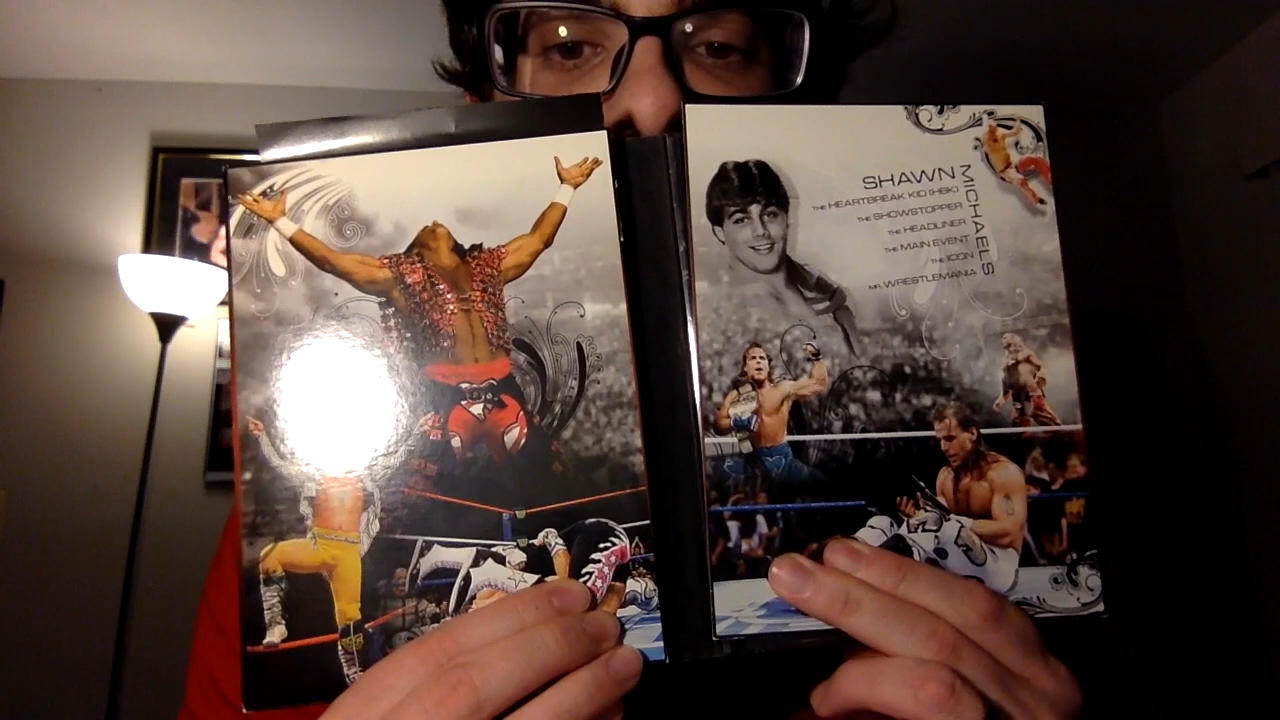 SHAWN
MICHAELS
THE HEARTBREAK KID (HBK)
THE SHOWSTOPPER
THE HEADLINER
THE MAIN EVENT
THE ICON
MR. WRESTLEMANIA